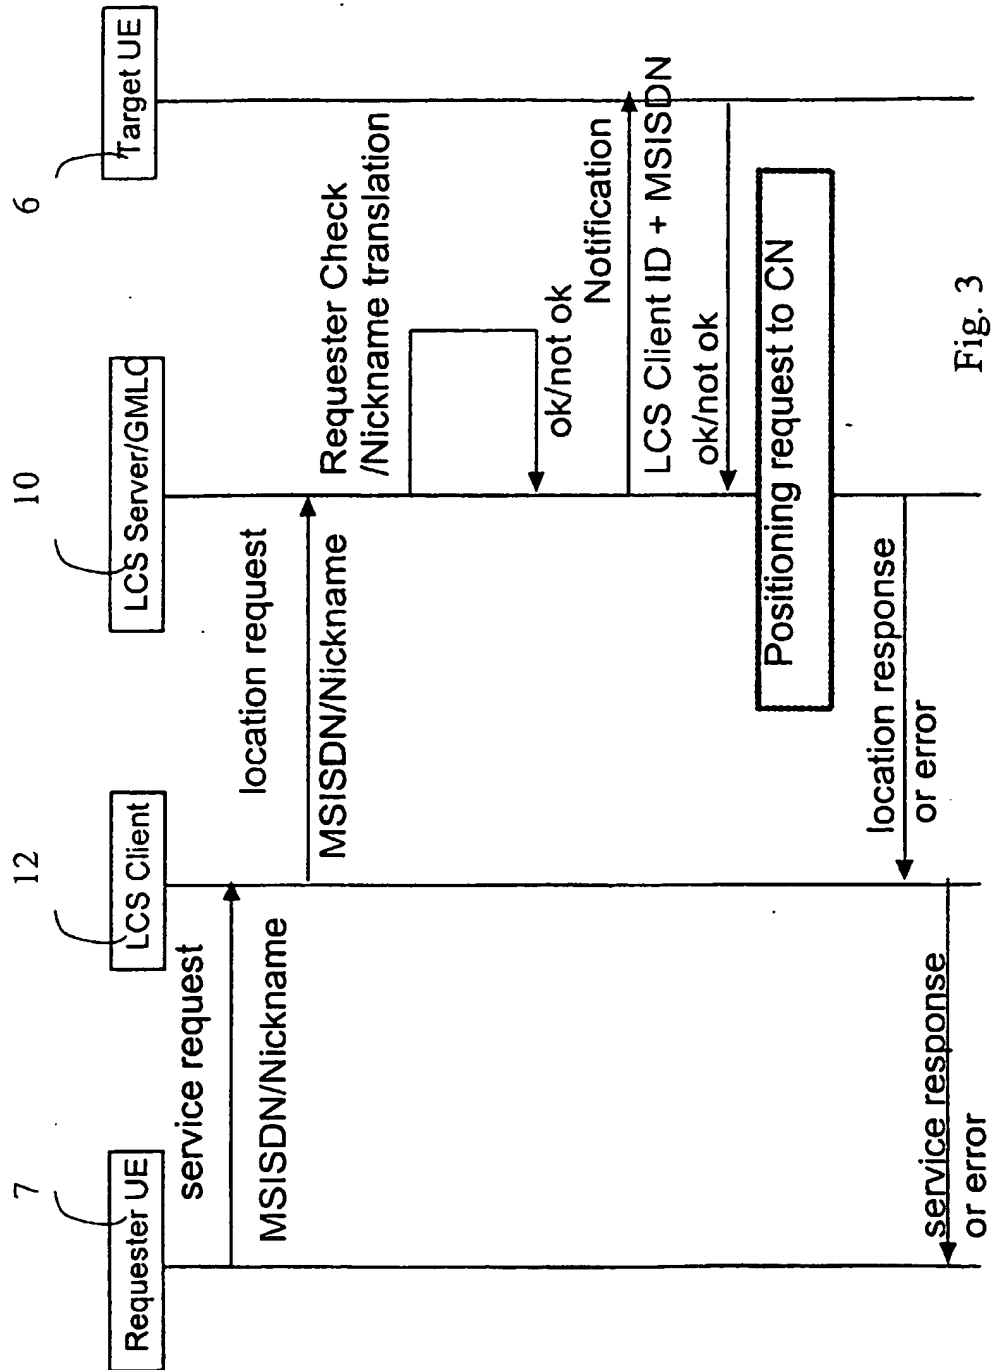 7
12
10
6
Requester UE
LCS Client
LCS Server/GMLC
Target UE
service request
MSISDN/Nickname
location request
MSISDN/Nickname
Requester Check
/Nickname translation
ok/not ok
Notification
LCS Client ID + MSISDN
ok/not ok
Positioning request to CN
location response
or error
service response
or error
Fig. 3